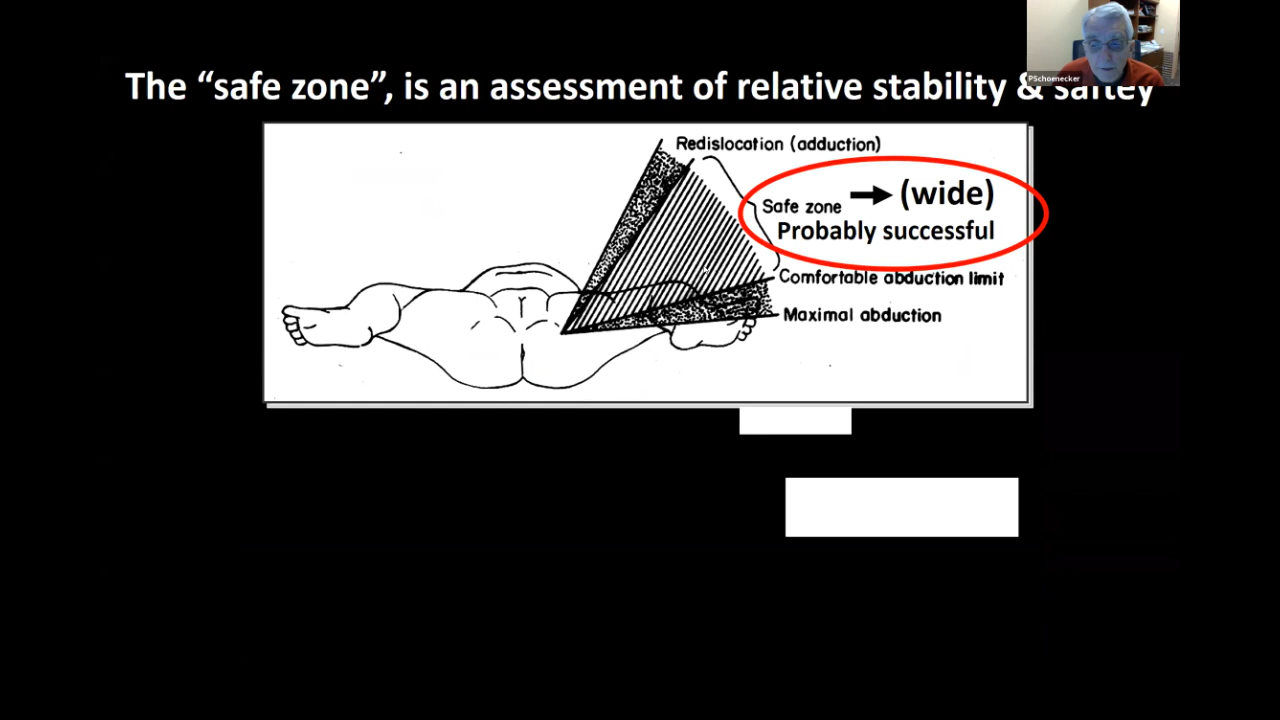 PSchoenecker
The “safe zone”, is an assessment of relative stability & saftey
Redislocation (adduction)
Safe zone → (wide)
Probably successful
Comfortable abduction limit
Maximal abduction